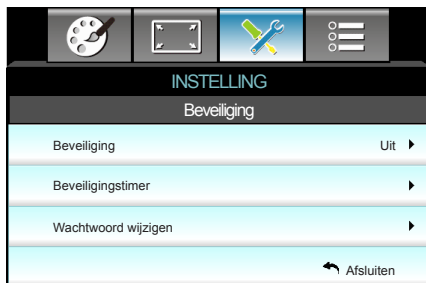 INSTELLING
Beveiliging
Beveiliging Uit
Beveiligingstimer
Wachtwoord wijzigen
Afsluiten